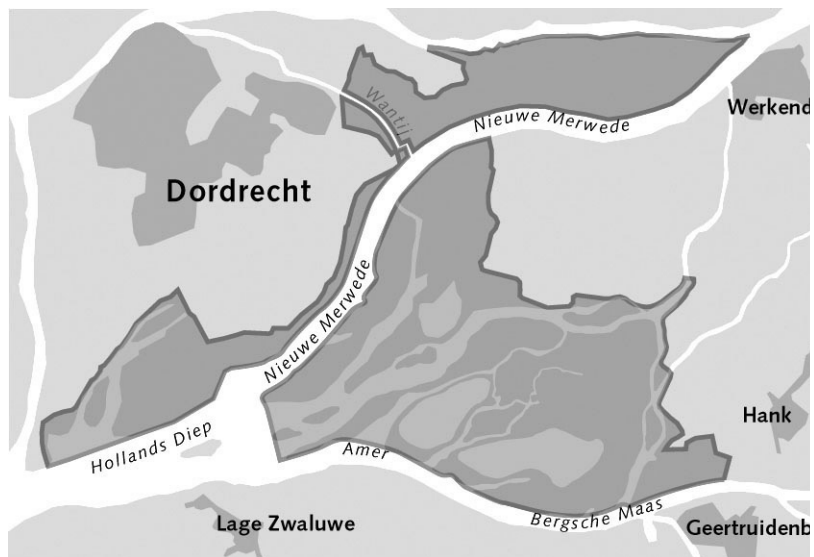 Wantij
Nieuwe Merwede
Werkend
Dordrecht
Nieuwe Merwede
Hank
Hollands Diep
Amer
Bergsche Maas
Lage Zwaluwe
Geertruidenb